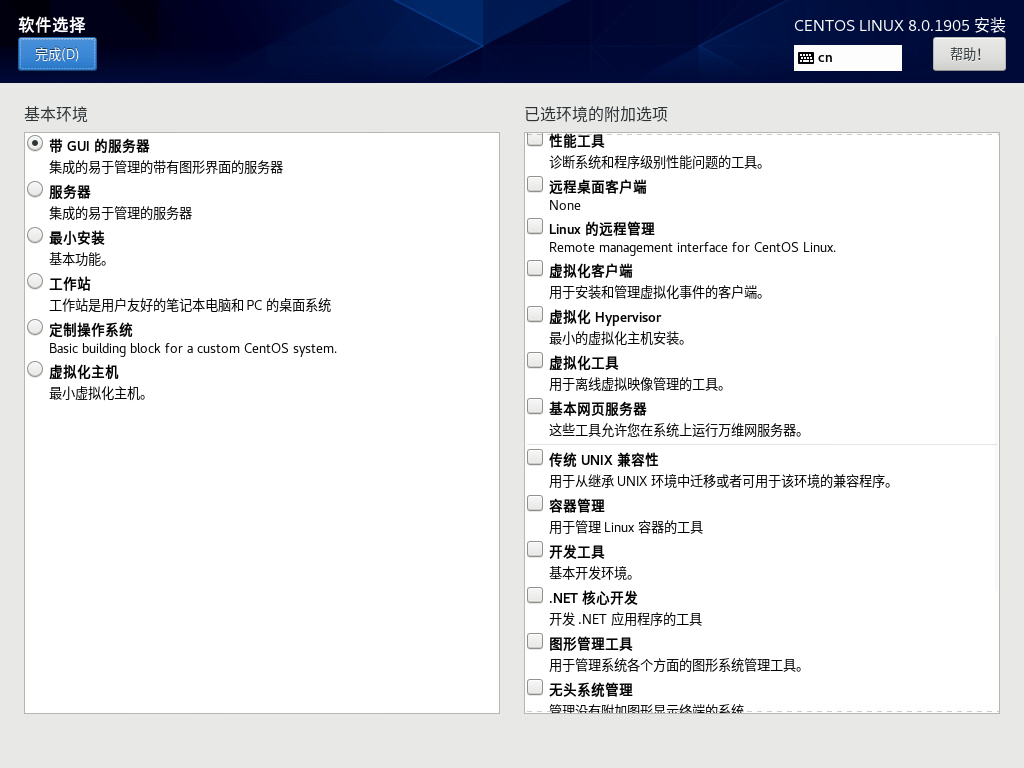 软件选择
完成(D)
CENTOS LINUX 8.0.1905 安装
cn
帮助!
基本环境
带 GUI 的服务器
集成的易于管理的带有图形界面的服务器
服务器
集成的易于管理的服务器
最小安装
基本功能。
工作站
工作站是用户友好的笔记本电脑和 PC 的桌面系统
定制操作系统
Basic building block for a custom CentOS system.
虚拟化主机
最小虚拟化主机。
已选环境的附加选项
性能工具
诊断系统和程序级别性能问题的工具。
远程桌面客户端
None
Linux 的远程管理
Remote management interface for CentOS Linux.
虚拟化客户端
用于安装和管理虚拟化事件的客户端。
虚拟化 Hypervisor
最小的虚拟化主机安装。
虚拟化工具
用于离线虚拟映像管理的工具。
基本网页服务器
这些工具允许您在系统上运行万维网服务器。
传统 UNIX 兼容性
用于从继承 UNIX 环境中迁移或者可用于该环境的兼容程序。
容器管理
用于管理 Linux 容器的工具
开发工具
基本开发环境。
.NET 核心开发
开发 .NET 应用程序的工具
图形管理工具
用于管理系统各个方面的图形系统管理工具。
无头系统管理
管理没有附加图形显示终端的系统